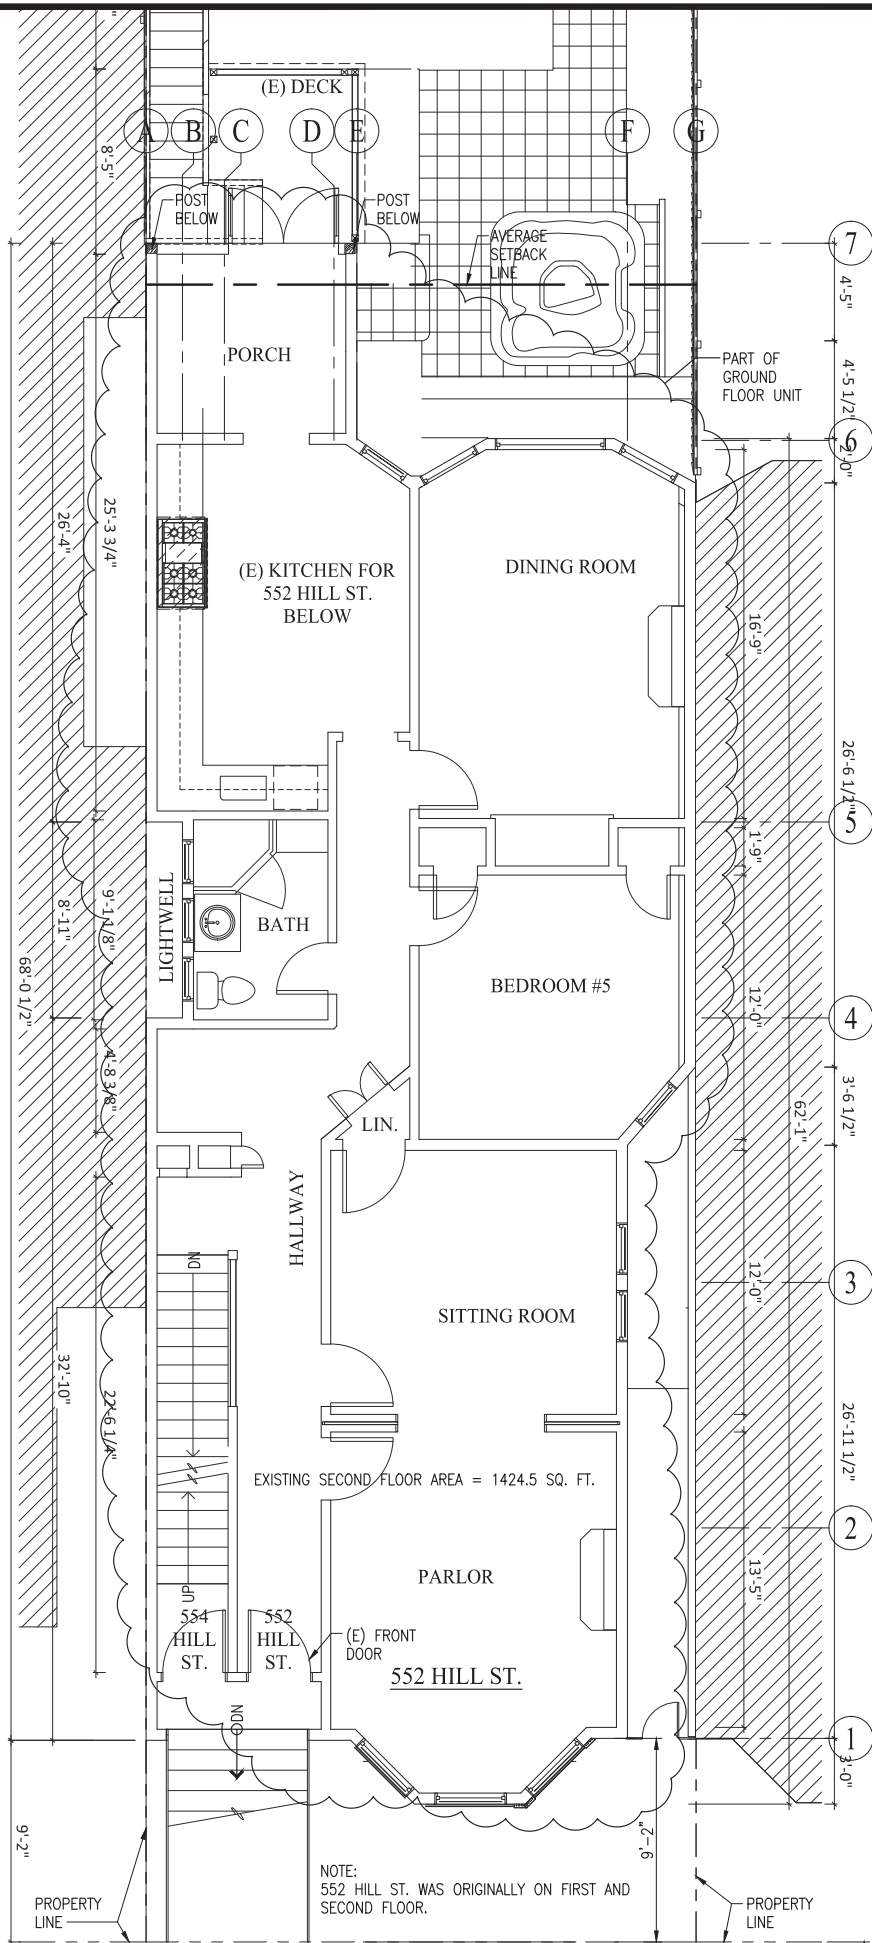 (E) DECK
A
B
C
D
E
F
G
POST
BELOW
POST
BELOW
AVERAGE
SETBACK
LINE
8'-5"
7
4'-5"
PORCH
PART OF
GROUND
FLOOR UNIT
4'-5 1/2"
6
2'-0"
25'-3 3/4"
26'-4"
(E) KITCHEN FOR
552 HILL ST.
BELOW
DINING ROOM
16'-9"
26'-6 1/2"
5
1'-9"
LIGHTWELL
BATH
9'-1 1/8"
8'-11"
68'-0 1/2"
BEDROOM #5
12'-0"
4
4'-8 3/8"
3'-6 1/2"
62'-1"
LIN.
HALLWAY
DN
SITTING ROOM
12'-0"
3
32'-10"
22'-6 1/4"
26'-11 1/2"
EXISTING SECOND FLOOR AREA = 1424.5 SQ. FT.
2
PARLOR
13'-5"
UP
554
HILL
ST.
552
HILL
ST.
(E) FRONT
DOOR
552 HILL ST.
DN
1
3'-0"
9'-2"
9'-2"
NOTE:
552 HILL ST. WAS ORIGINALLY ON FIRST AND
SECOND FLOOR.
PROPERTY
LINE
PROPERTY
LINE